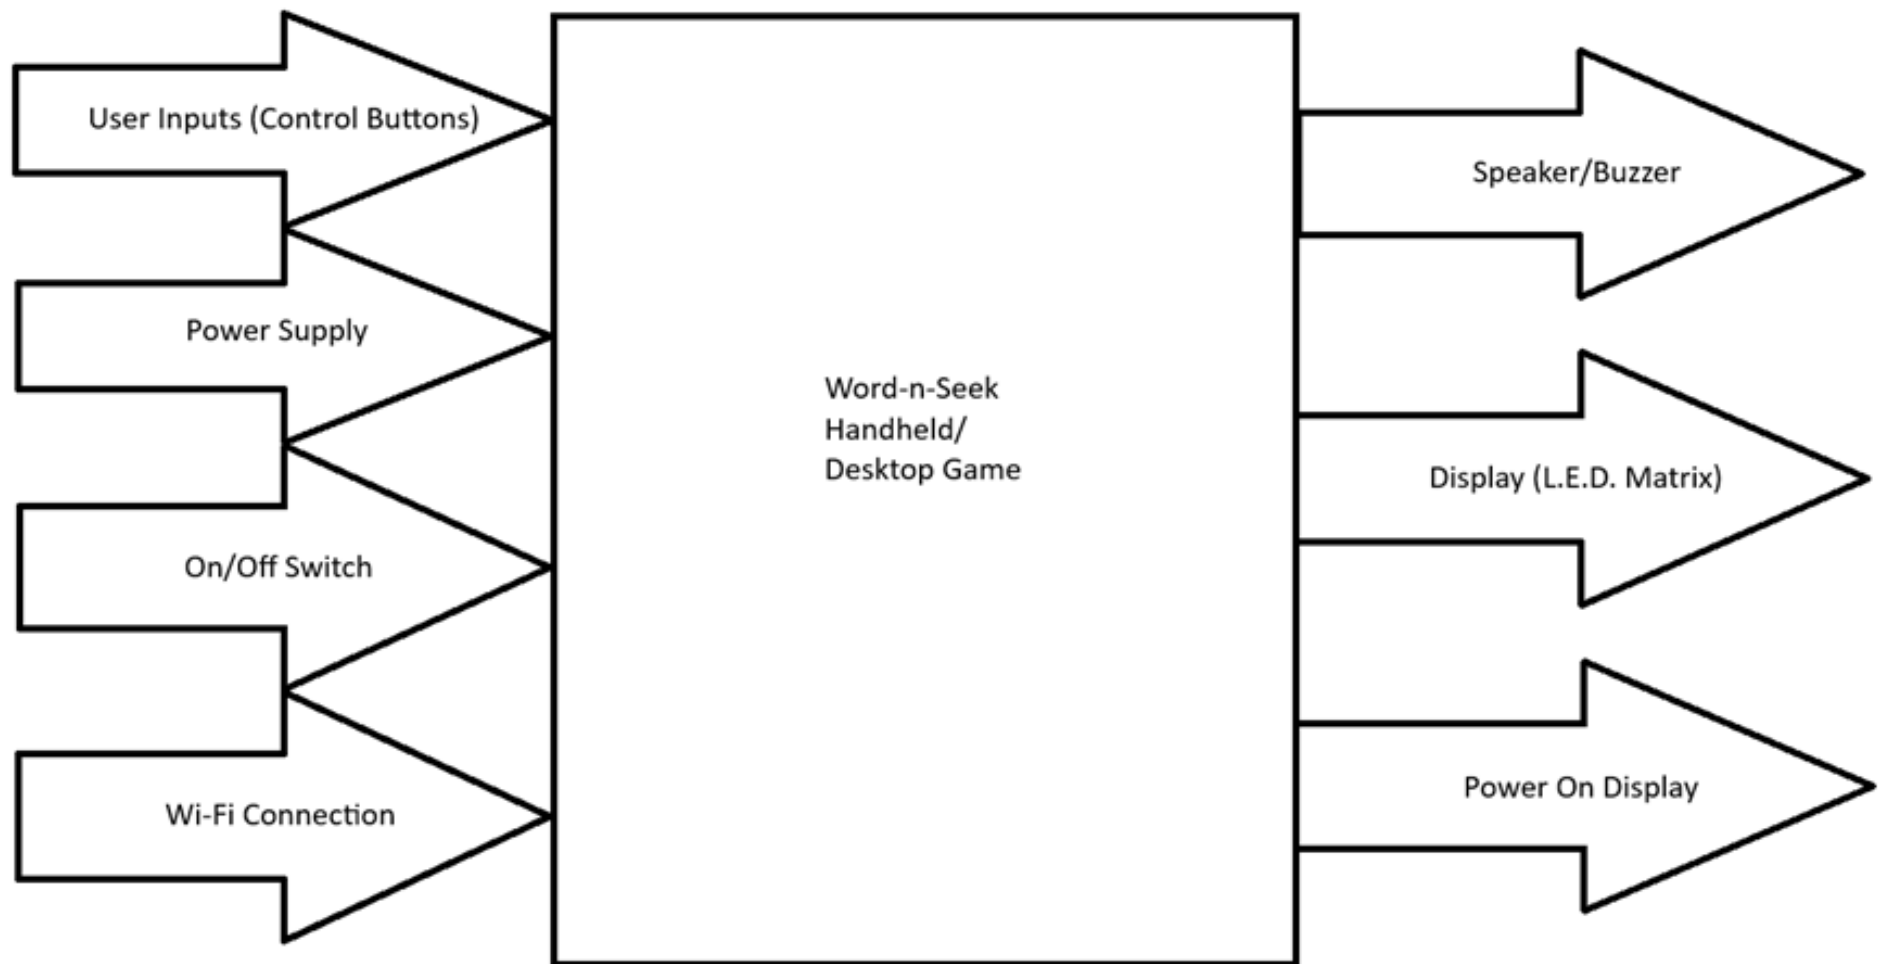 User Inputs (Control Buttons)
Power Supply
On/Off Switch
Wi-Fi Connection
Word-n-Seek
Handheld/
Desktop Game
Speaker/Buzzer
Display (L.E.D. Matrix)
Power On Display